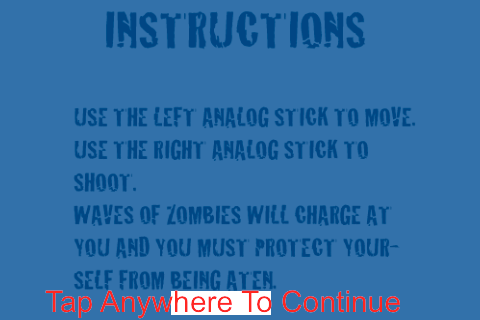 INSTRUCTIONS
USE THE LEFT ANALOG STICK TO MOVE.
USE THE RIGHT ANALOG STICK TO
SHOOT.
WAVES OF ZOMBIES WILL CHARGE AT
YOU AND YOU MUST PROTECT YOUR-
SELF FROM BEING ATEN.
Tap Anywhere To Continue